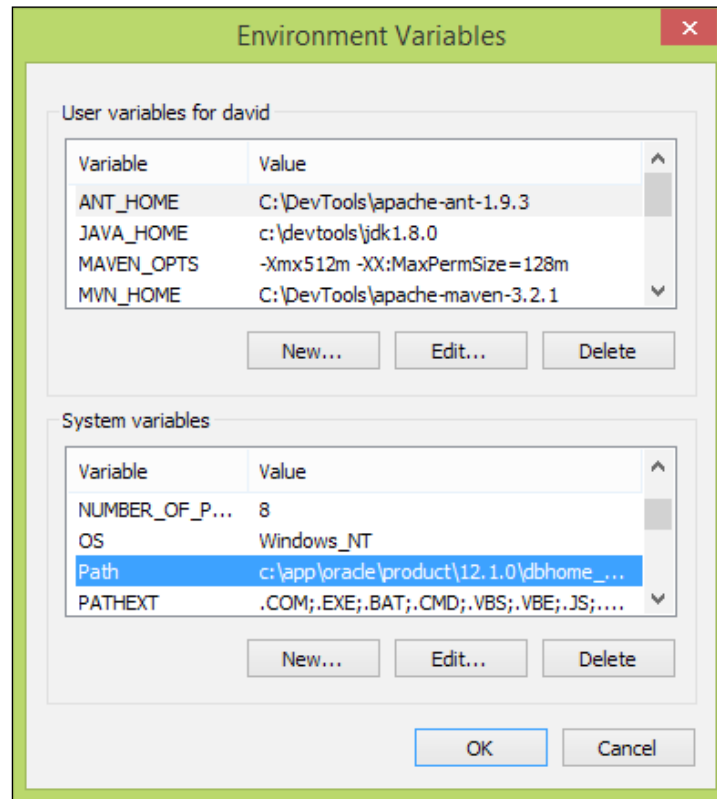 Environment Variables
User variables for david
Variable Value
ANT_HOME C:\DevTools\apache-ant-1.9.3
JAVA_HOME c:\devtools\jdk1.8.0
MAVEN_OPTS -Xmx512m -XX:MaxPermSize=128m
MVN_HOME C:\DevTools\apache-maven-3.2.1
New... Edit... Delete
System variables
Variable Value
NUMBER_OF_P... 8
OS Windows_NT
Path c:\app\oracle\product\12.1.0\dbhome_...
PATHEXT .COM;.EXE;.BAT;.CMD;.VBS;.VBE;.JS;....
New... Edit... Delete
OK Cancel